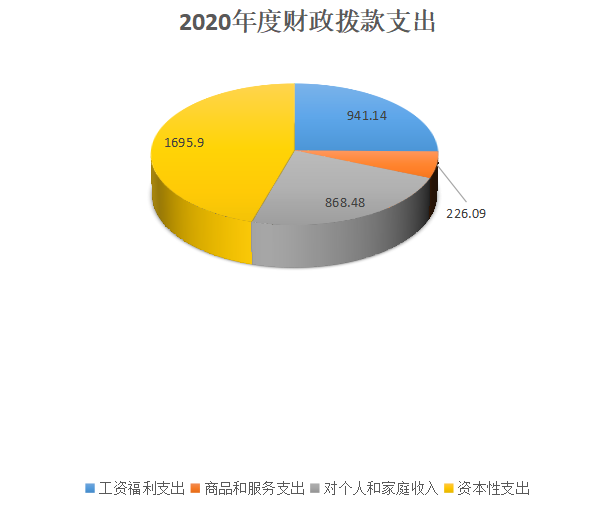 2020年度财政拨款支出
941.14
1695.9
868.48
226.09
工资福利支出 商品和服务支出 对个人和家庭收入 资本性支出